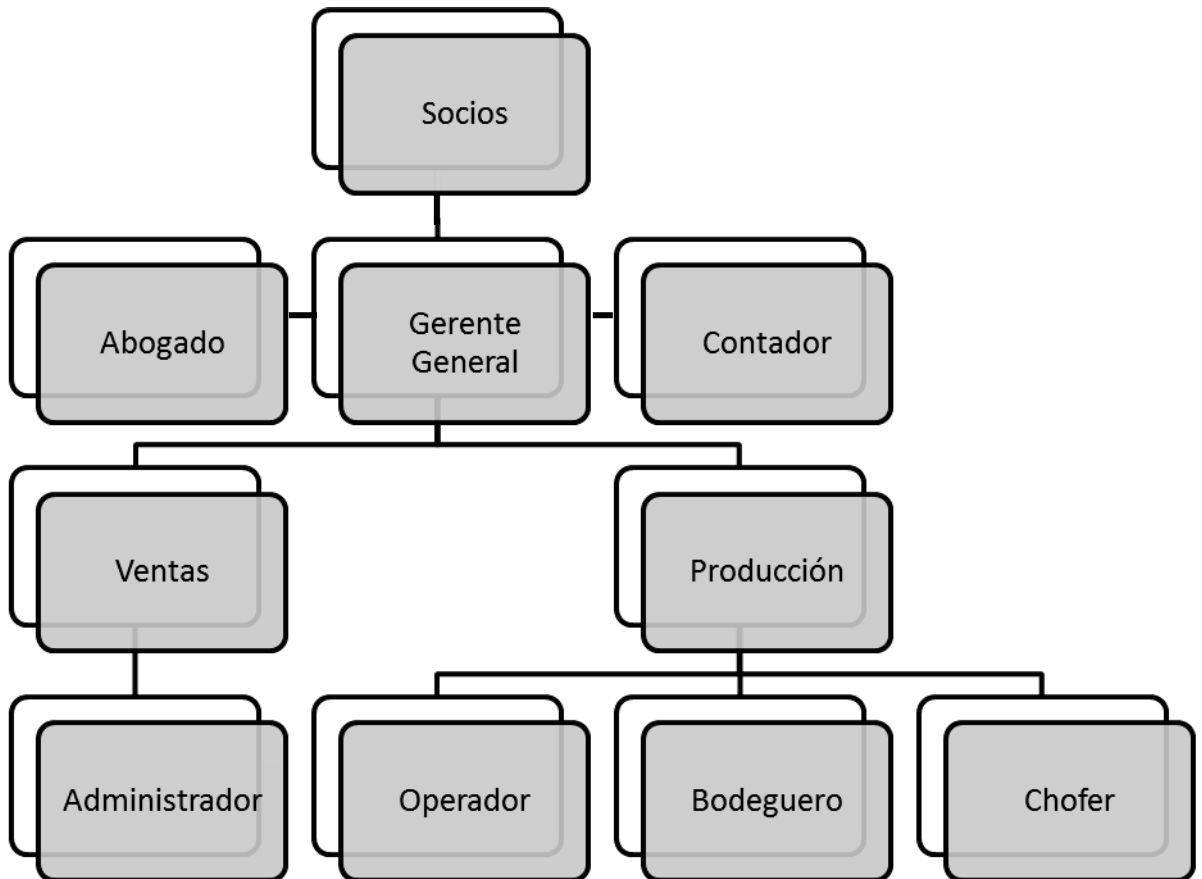 Socios
Abogado
Gerente
General
Contador
Ventas
Producción
Administrador
Operador
Bodeguero
Chofer